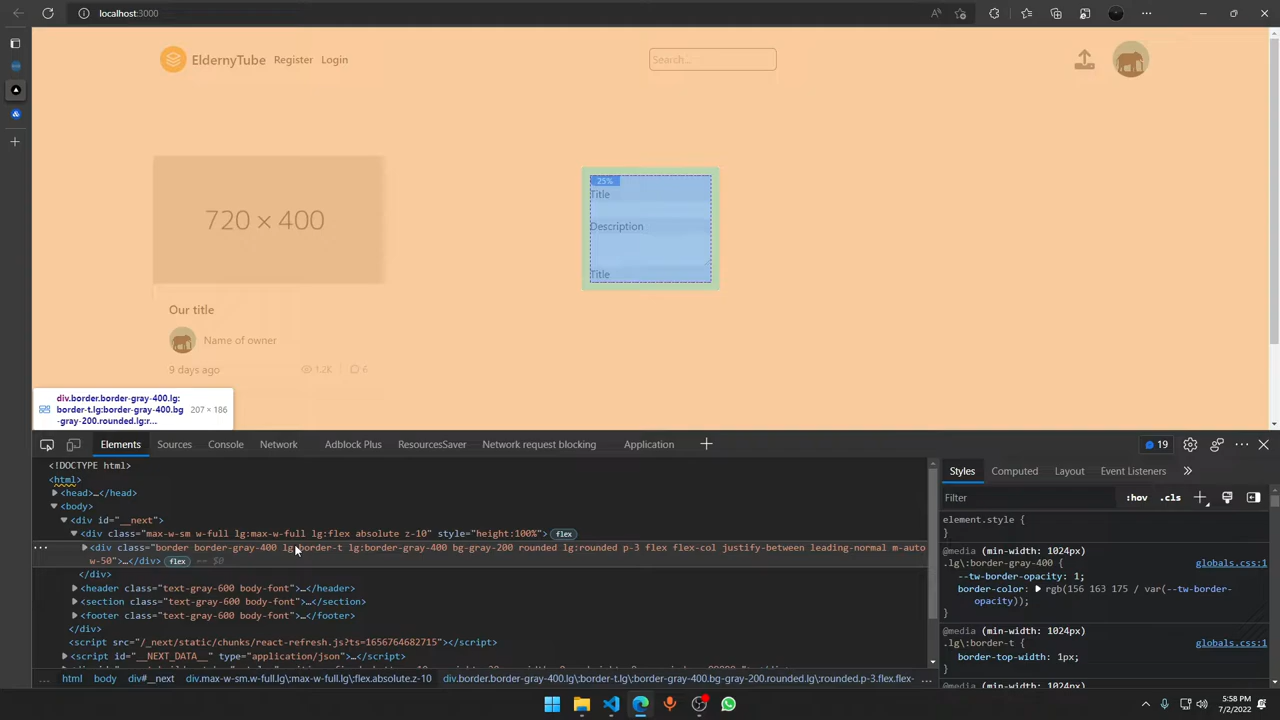 localhost:3000
EldernyTube Register Login
Search...
720 × 400
25%
Title
Description
Title
Our title
Name of owner
9 days ago 1.2K 6
div.border.border-gray-400.lg:
border-t.lg:border-gray-400.bg
-gray-200.rounded.lg:r...
207 × 186
Elements Sources Console Network Adblock Plus ResourcesSaver Network request blocking Application 19
<!DOCTYPE html>
<html>
<head>…</head>
<body>
<div id="__next">
<div class="max-w-sm w-full lg:max-w-full lg:flex absolute z-10" style="height:100%"> flex
<div class="border border-gray-400 lg:border-t lg:border-gray-400 bg-gray-200 rounded lg:rounded p-3 flex flex-col justify-between leading-normal m-auto
w-50">…</div> flex == $0
</div>
<header class="text-gray-600 body-font">…</header>
<section class="text-gray-600 body-font">…</section>
<footer class="text-gray-600 body-font">…</footer>
</div>
<script src="/_next/static/chunks/react-refresh.js?ts=1656764682715"></script>
<script id="__NEXT_DATA__" type="application/json">…</script>
... html body div#__next div.max-w-sm.w-full.lg\:max-w-full.lg\:flex.absolute.z-10 div.border.border-gray-400.lg\:border-t.lg\:border-gray-400.bg-gray-200.rounded.lg\:rounded.p-3.flex.flex- ...
Styles Computed Layout Event Listeners
Filter :hov .cls
element.style {
}
@media (min-width: 1024px)
.lg\:border-gray-400 { globals.css:1
--tw-border-opacity: 1;
border-color: rgb(156 163 175 / var(--tw-border-
opacity));
}
@media (min-width: 1024px)
.lg\:border-t { globals.css:1
border-top-width: 1px;
}
@media (min-width: 1024px)
5:58 PM
7/2/2022